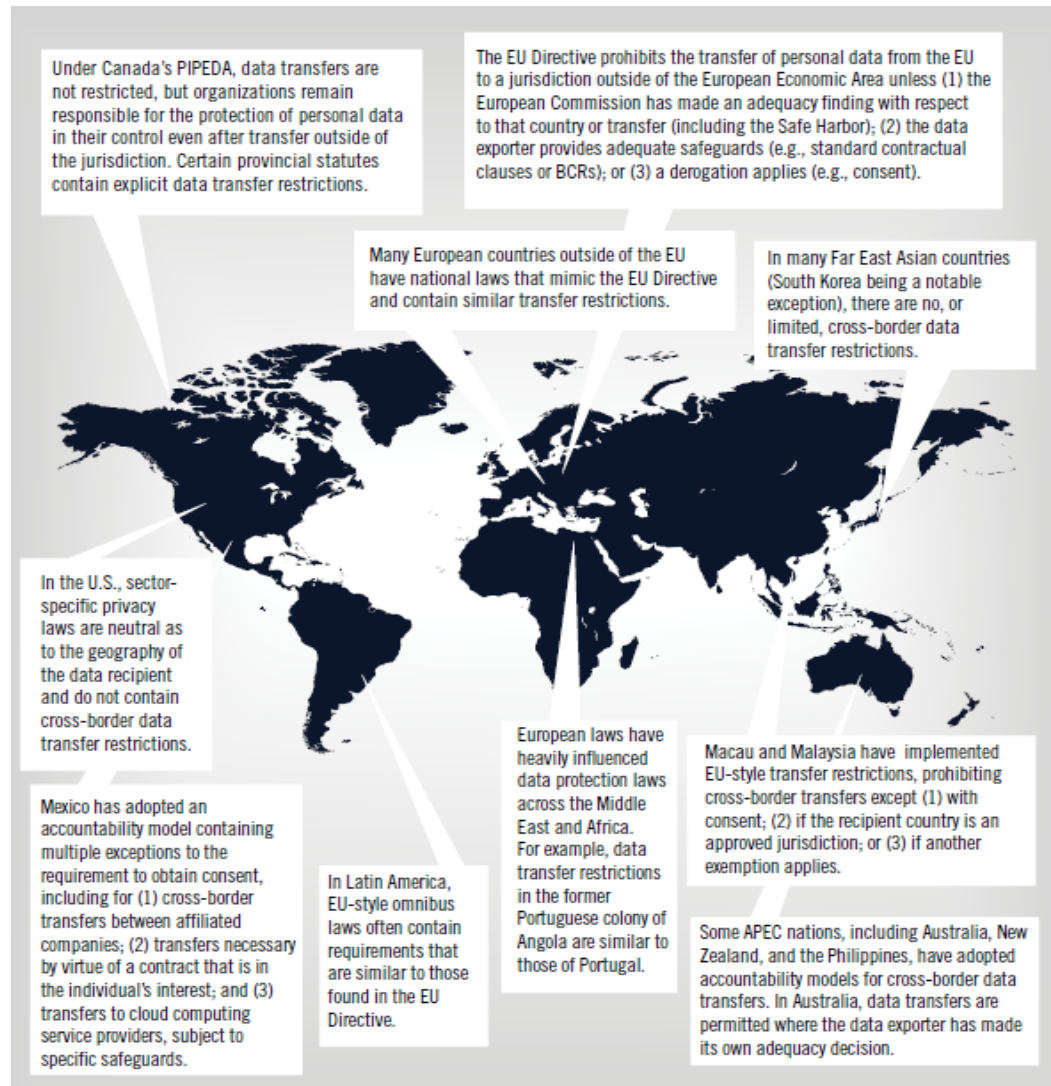 Under Canada's PIPEDA, data transfers are
not restricted, but organizations remain
responsible for the protection of personal data
in their control even after transfer outside of
the jurisdiction. Certain provincial statutes
contain explicit data transfer restrictions.
The EU Directive prohibits the transfer of personal data from the EU
to a jurisdiction outside of the European Economic Area unless (1) the
European Commission has made an adequacy finding with respect
to that country or transfer (including the Safe Harbor); (2) the data
exporter provides adequate safeguards (e.g., standard contractual
clauses or BCRs); or (3) a derogation applies (e.g., consent).
Many European countries outside of the EU
have national laws that mimic the EU Directive
and contain similar transfer restrictions.
In many Far East Asian countries
(South Korea being a notable
exception), there are no, or
limited, cross-border data
transfer restrictions.
In the U.S., sector-
specific privacy
laws are neutral as
to the geography of
the data recipient
and do not contain
cross-border data
transfer restrictions.
Mexico has adopted an
accountability model containing
multiple exceptions to the
requirement to obtain consent,
including for (1) cross-border
transfers between affiliated
companies; (2) transfers necessary
by virtue of a contract that is in
the individual's interest; and (3)
transfers to cloud computing
service providers, subject to
specific safeguards.
In Latin America,
EU-style omnibus
laws often contain
requirements that
are similar to those
found in the EU
Directive.
European laws have
heavily influenced
data protection laws
across the Middle
East and Africa.
For example, data
transfer restrictions
in the former
Portuguese colony of
Angola are similar to
those of Portugal.
Macau and Malaysia have implemented
EU-style transfer restrictions, prohibiting
cross-border transfers except (1) with
consent; (2) if the recipient country is an
approved jurisdiction; or (3) if another
exemption applies.
Some APEC nations, including Australia, New
Zealand, and the Philippines, have adopted
accountability models for cross-border data
transfers. In Australia, data transfers are
permitted where the data exporter has made
its own adequacy decision.